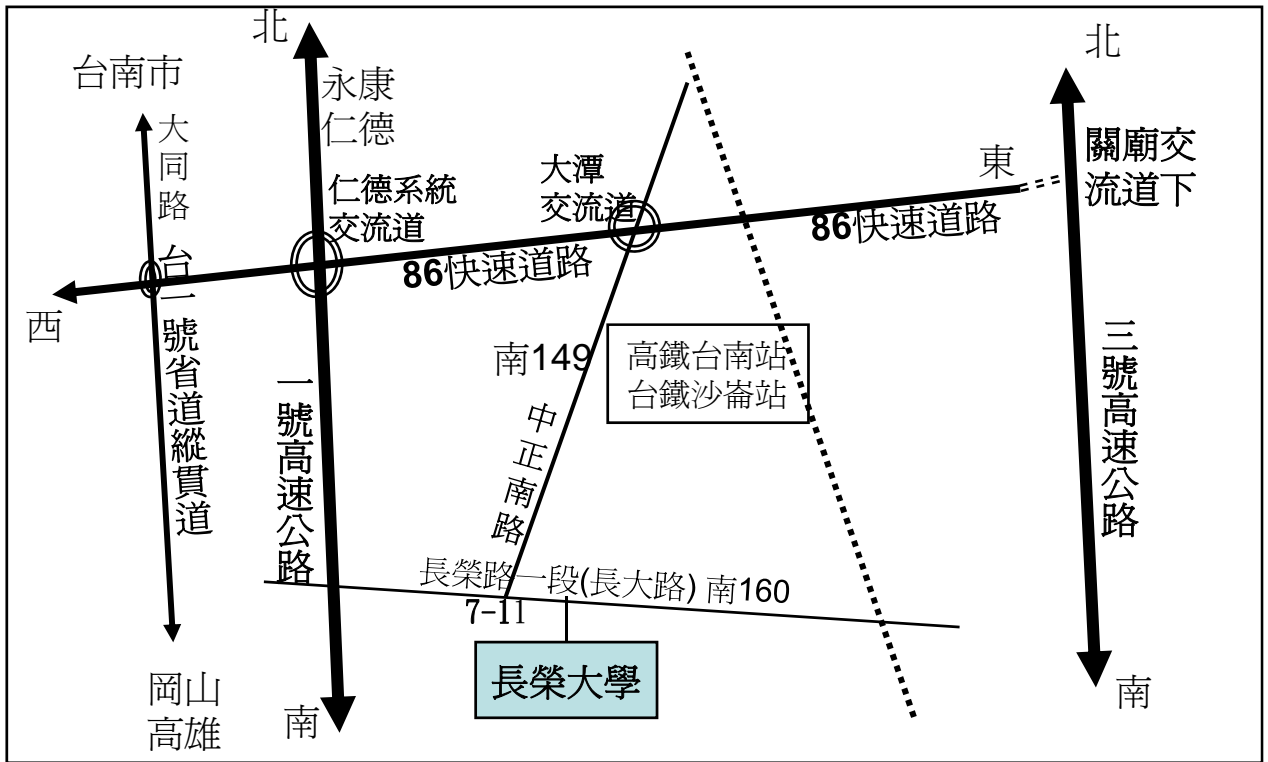 北
台南市
大同路
台一號省道縱貫道
岡山
高雄
西
永康
仁德
仁德系統
交流道
一號高速公路
南
86快速道路
大潭
交流道
南149
中正南路
高鐵台南站
台鐵沙崙站
86快速道路
東
北
關廟交
流道下
三號高速公路
南
長榮路一段(長大路) 南160
7-11
長榮大學